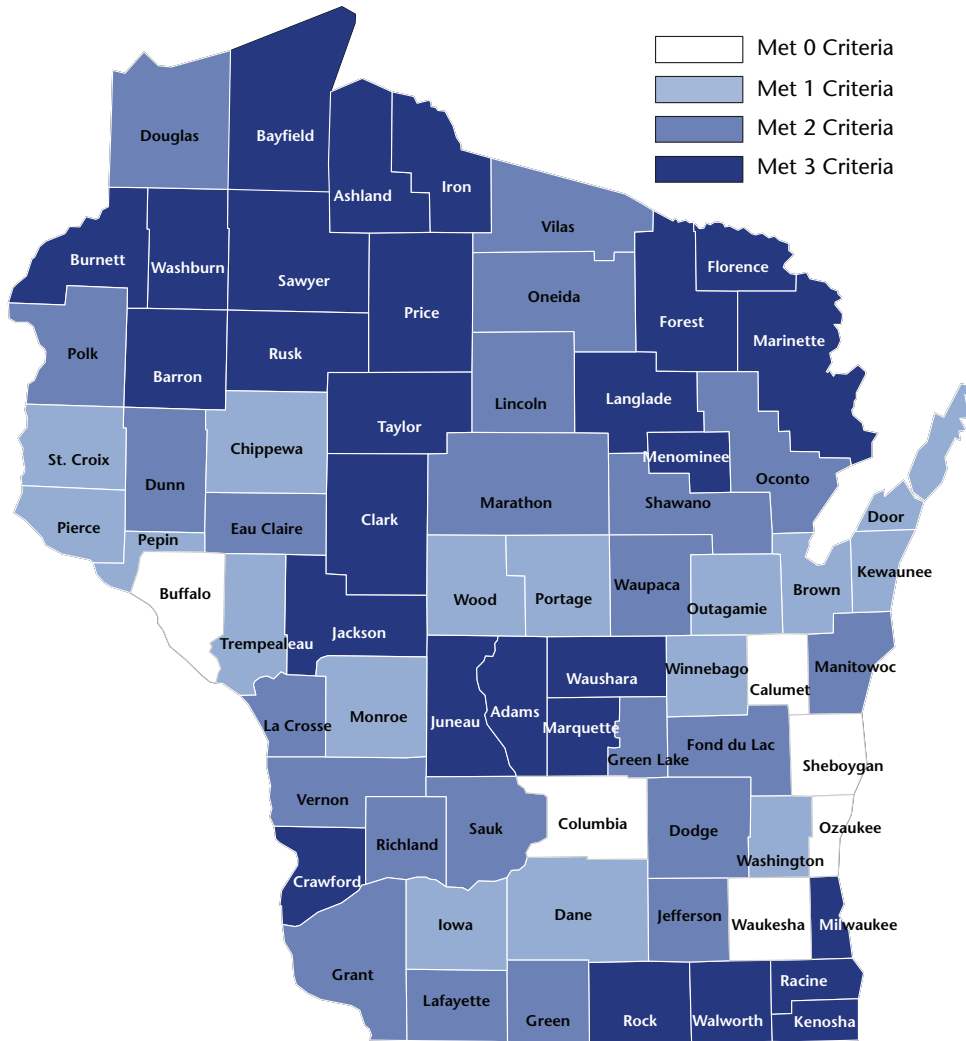 Met 0 Criteria
Met 1 Criteria
Met 2 Criteria
Met 3 Criteria
Douglas
Bayfield
Ashland
Iron
Vilas
Burnett
Washburn
Sawyer
Price
Oneida
Florence
Forest
Marinette
Polk
Barron
Rusk
Taylor
Lincoln
Langlade
St. Croix
Chippewa
Menominee
Oconto
Dunn
Clark
Marathon
Shawano
Door
Pierce
Pepin
Eau Claire
Buffalo
Trempealeau
Jackson
Wood
Portage
Waupaca
Outagamie
Brown
Kewaunee
La Crosse
Monroe
Juneau
Adams
Waushara
Marquette
Green Lake
Winnebago
Calumet
Manitowoc
Fond du Lac
Sheboygan
Vernon
Richland
Sauk
Columbia
Dodge
Washington
Ozaukee
Crawford
Iowa
Dane
Jefferson
Waukesha
Milwaukee
Grant
Lafayette
Green
Rock
Walworth
Racine
Kenosha